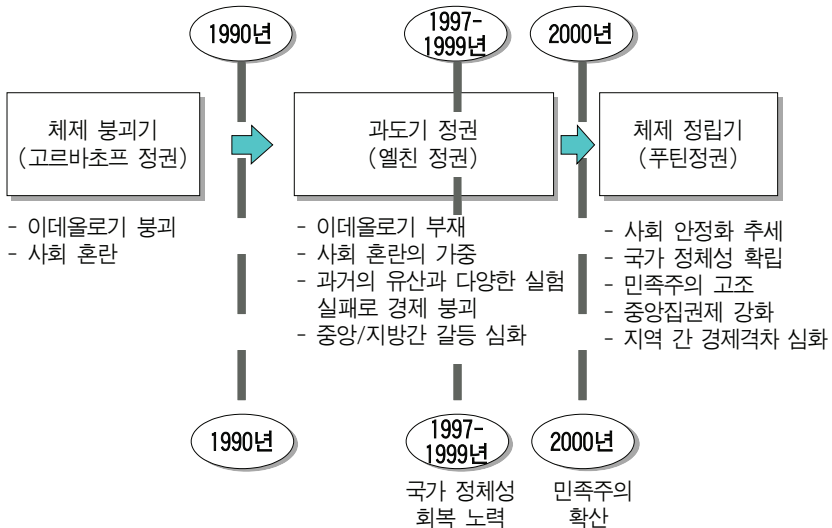 1990년
1997-
1999년
2000년
체제 붕괴기
(고르바초프 정권)
과도기 정권
(옐친 정권)
체제 정립기
(푸틴정권)
- 이데올로기 붕괴
- 사회 혼란
- 이데올로기 부재
- 사회 혼란의 가중
- 과거의 유산과 다양한 실험
실패로 경제 붕괴
- 중앙/지방간 갈등 심화
- 사회 안정화 추세
- 국가 정체성 확립
- 민족주의 고조
- 중앙집권제 강화
- 지역 간 경제격차 심화
1990년
1997-
1999년
2000년
국가 정체성
회복 노력
민족주의
확산